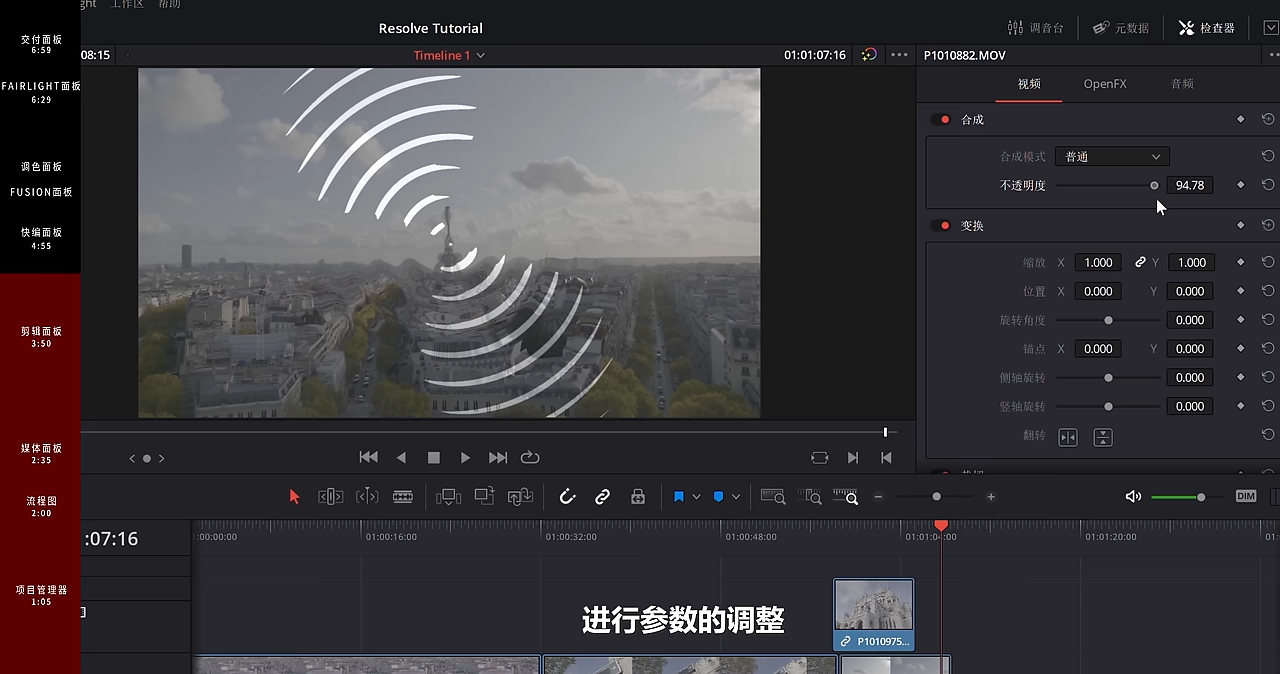 ght 工作区 帮助
Resolve Tutorial
调音台 元数据 检查器
08:15 Timeline 1 01:01:07:16 P1010882.MOV
视频 OpenFX 音频
合成
合成模式 普通
不透明度 94.78
变换
缩放 X 1.000 Y 1.000
位置 X 0.000 Y 0.000
旋转角度 0.000
锚点 X 0.000 Y 0.000
侧轴旋转 0.000
竖轴旋转 0.000
翻转
交付面板
6:59
FAIRLIGHT面板
6:29
调色面板
FUSION面板
快编面板
4:55
剪辑面板
3:50
媒体面板
2:35
流程图
2:00
项目管理器
1:05
DIM
:07:16
:00:00:00 01:00:16:00 01:00:32:00 01:00:48:00 01:01:04:00 01:01:20:00 01:
P1010975...
进行参数的调整